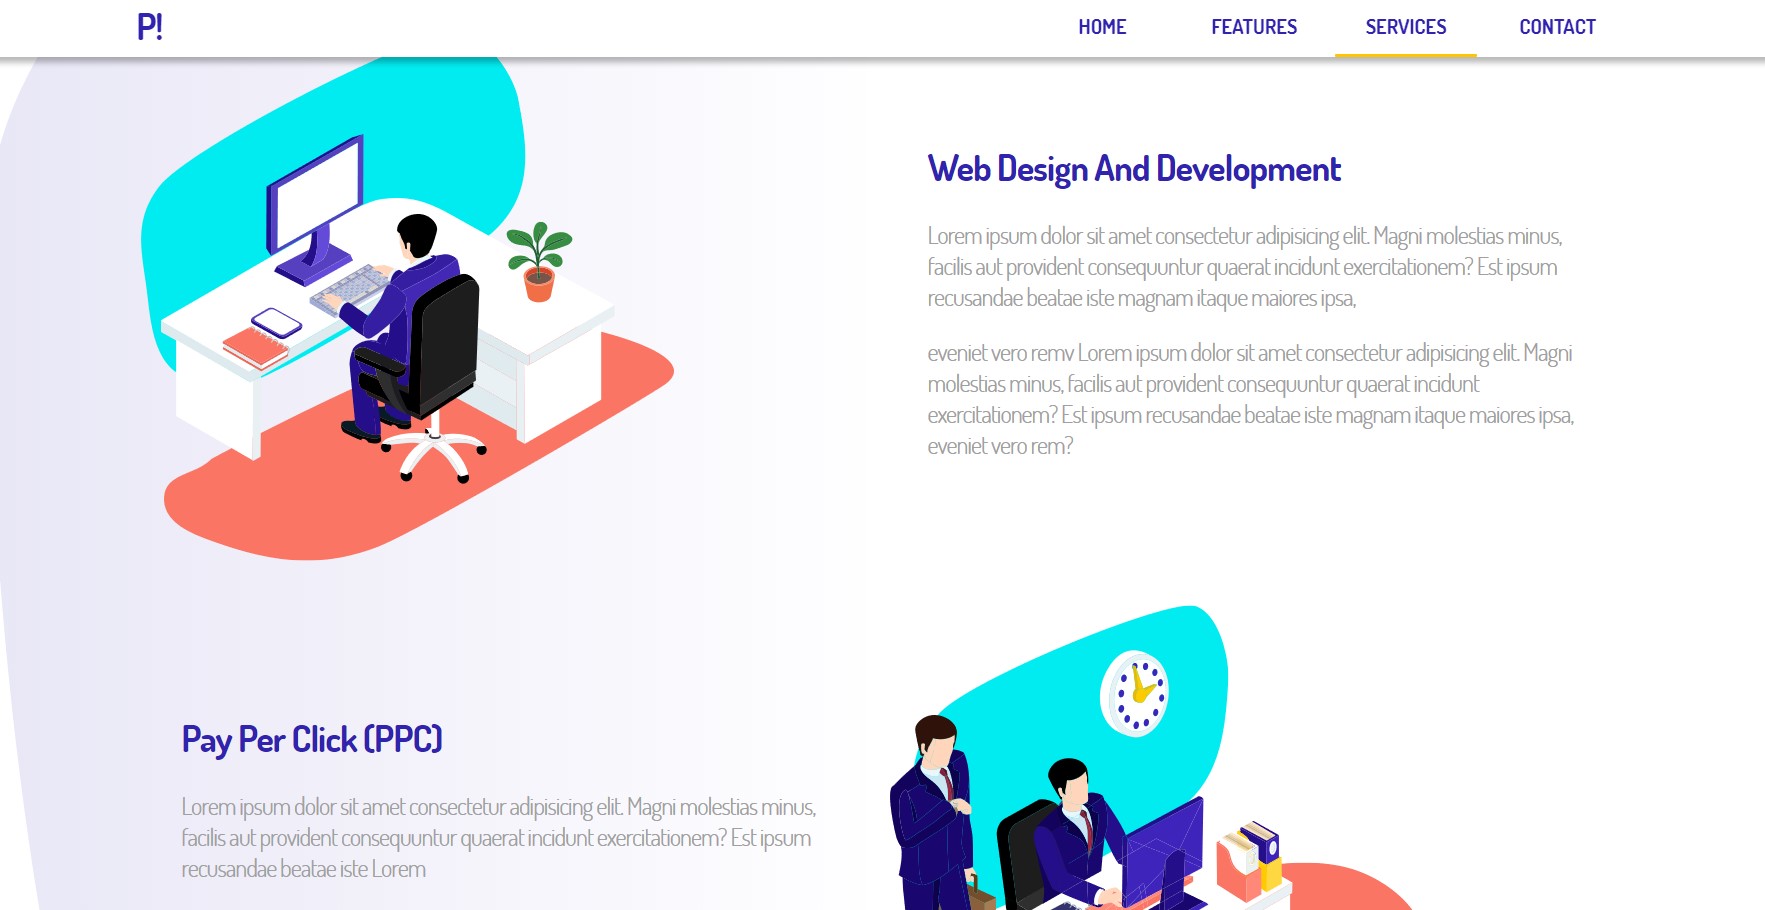 P!
HOME FEATURES SERVICES CONTACT
Web Design And Development
Lorem ipsum dolor sit amet consectetur adipisicing elit. Magni molestias minus,
facilis aut provident consequuntur quaerat incidunt exercitationem? Est ipsum
recusandae beatae iste magnam itaque maiores ipsa,
eveniet vero remv Lorem ipsum dolor sit amet consectetur adipisicing elit. Magni
molestias minus, facilis aut provident consequuntur quaerat incidunt
exercitationem? Est ipsum recusandae beatae iste magnam itaque maiores ipsa,
eveniet vero rem?
Pay Per Click (PPC)
Lorem ipsum dolor sit amet consectetur adipisicing elit. Magni molestias minus,
facilis aut provident consequuntur quaerat incidunt exercitationem? Est ipsum
recusandae beatae iste Lorem